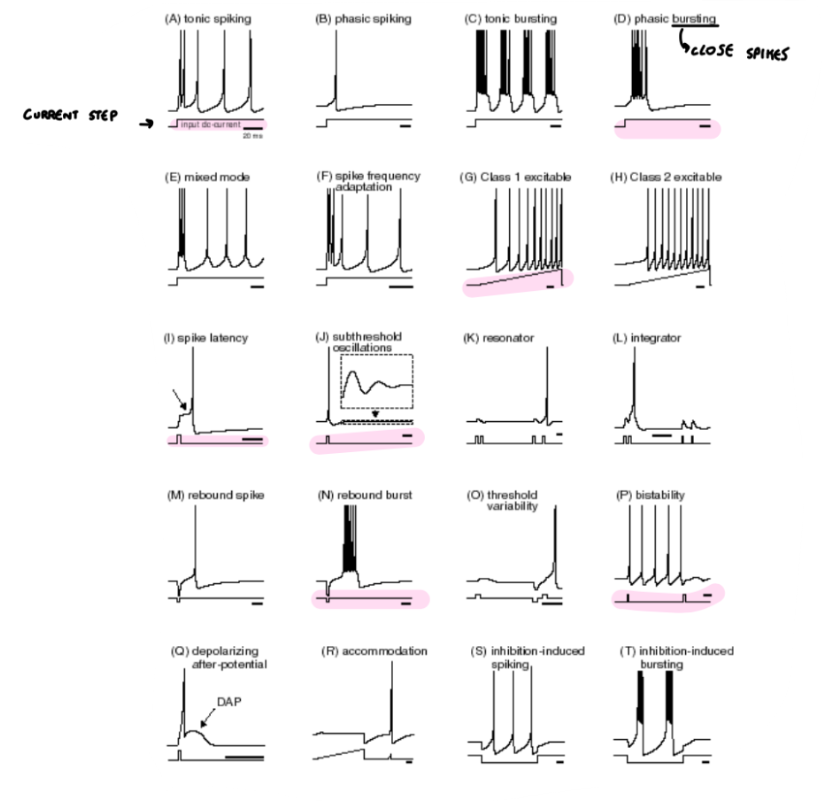 (A) tonic spiking
(B) phasic spiking
(C) tonic bursting
(D) phasic bursting
CLOSE SPIKES
CURRENT STEP
input dc-current
20 ms
(E) mixed mode
(F) spike frequency
adaptation
(G) Class 1 excitable
(H) Class 2 excitable
(I) spike latency
(J) subthreshold
oscillations
(K) resonator
(L) integrator
(M) rebound spike
(N) rebound burst
(O) threshold
variability
(P) bistability
(Q) depolarizing
after-potential
DAP
(R) accommodation
(S) inhibition-induced
spiking
(T) inhibition-induced
bursting